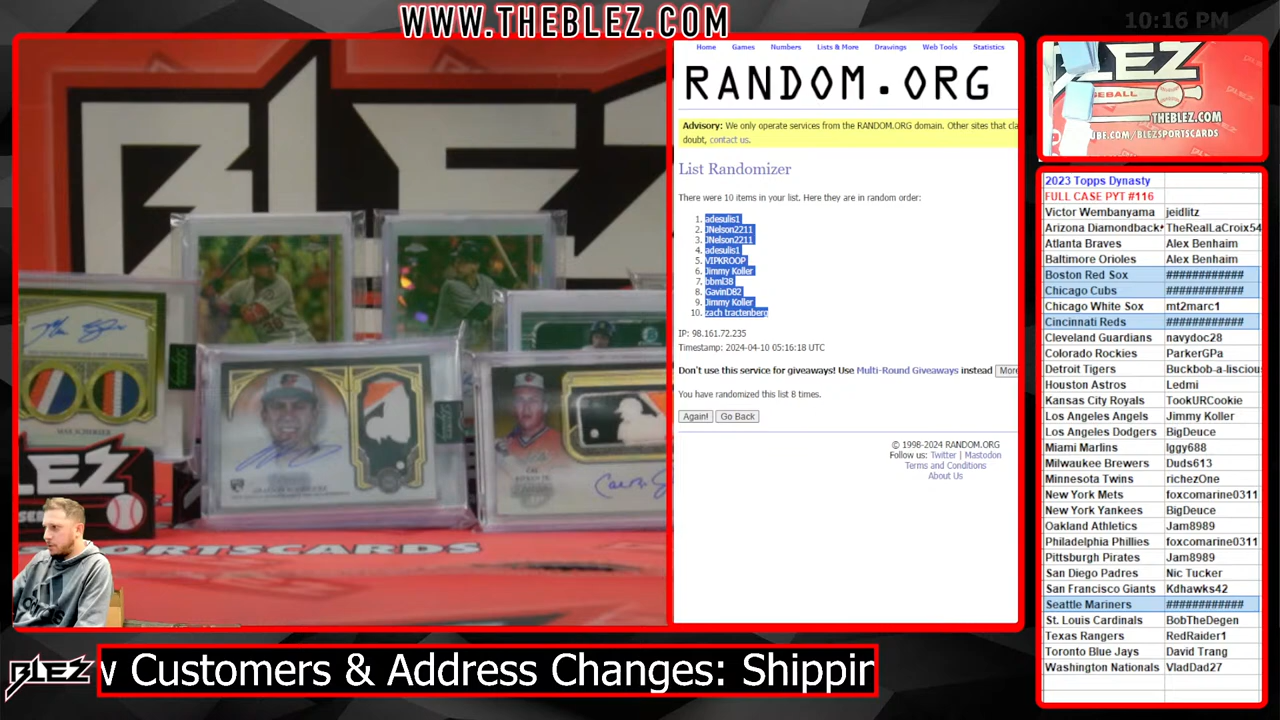 WWW.THEBLEZ.COM
10:16 PM
BLEZ
SPORTSCARDS
Home Games Numbers Lists & More Drawings Web Tools Statistics
RANDOM.ORG
Advisory: We only operate services from the RANDOM.ORG domain. Other sites that
doubt, contact us.
List Randomizer
There were 10 items in your list. Here they are in random order:
1. adesulis1
2. JNelson2211
3. JNelson2211
4. adesulis1
5. VIPKROOP
6. Jimmy Koller
7. bbml38
8. GavinD82
9. Jimmy Koller
10. zach tractenberg
IP: 98.161.72.235
Timestamp: 2024-04-10 05:16:18 UTC
Don't use this service for giveaways! Use Multi-Round Giveaways instead More
You have randomized this list 8 times.
Again! Go Back
© 1998-2024 RANDOM.ORG
Follow us: Twitter | Mastodon
Terms and Conditions
About Us
BASEBALL
THEBLEZ.COM
UBE.COM/BLEZSPORTSCARDS
2023 Topps Dynasty
FULL CASE PYT #116
Victor Wembanyama jeidlitz
Arizona Diamondback TheRealLaCroix54
Atlanta Braves Alex Benhaim
Baltimore Orioles Alex Benhaim
Boston Red Sox ############
Chicago Cubs ############
Chicago White Sox mt2marc1
Cincinnati Reds ############
Cleveland Guardians navydoc28
Colorado Rockies ParkerGPa
Detroit Tigers Buckbob-a-liscious
Houston Astros Ledmi
Kansas City Royals TookURCookie
Los Angeles Angels Jimmy Koller
Los Angeles Dodgers BigDeuce
Miami Marlins Iggy688
Milwaukee Brewers Duds613
Minnesota Twins richezOne
New York Mets foxcomarine0311
New York Yankees BigDeuce
Oakland Athletics Jam8989
Philadelphia Phillies foxcomarine0311
Pittsburgh Pirates Jam8989
San Diego Padres Nic Tucker
San Francisco Giants Kdhawks42
Seattle Mariners ############
St. Louis Cardinals BobTheDegen
Texas Rangers RedRaider1
Toronto Blue Jays David Trang
Washington Nationals VladDad27
BLEZ
w Customers & Address Changes: Shippin